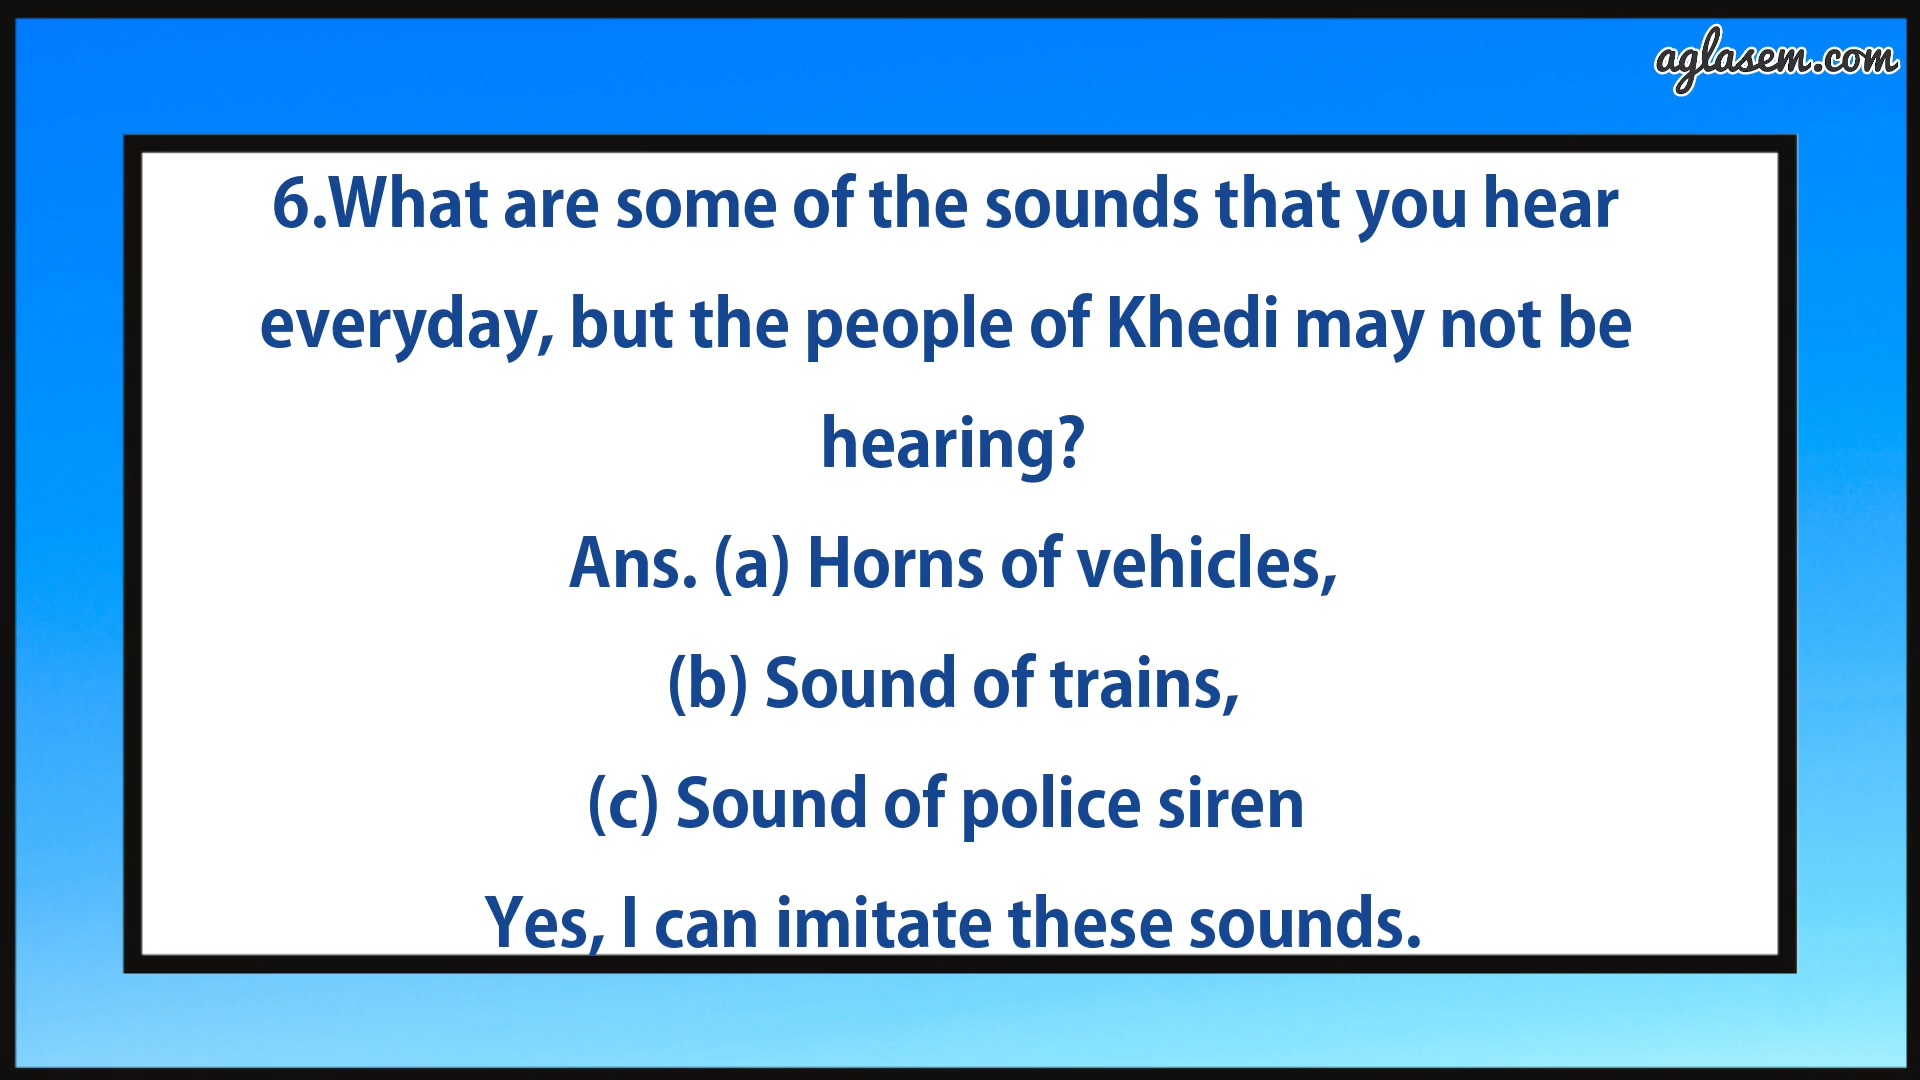 aglasem.com
6.What are some of the sounds that you hear
everyday, but the people of Khedi may not be
hearing?
Ans. (a) Horns of vehicles,
(b) Sound of trains,
(c) Sound of police siren
Yes, I can imitate these sounds.